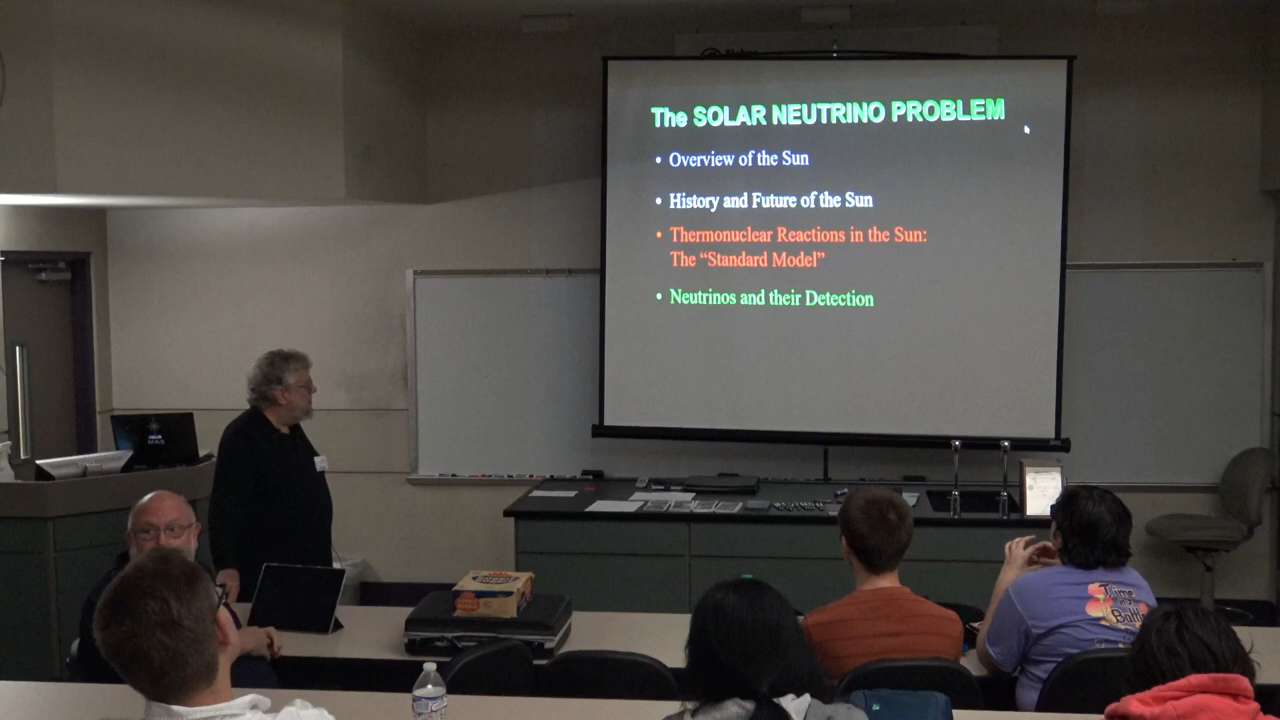 The SOLAR NEUTRINO PROBLEM
• Overview of the Sun
• History and Future of the Sun
• Thermonuclear Reactions in the Sun:
The “Standard Model”
• Neutrinos and their Detection
Time